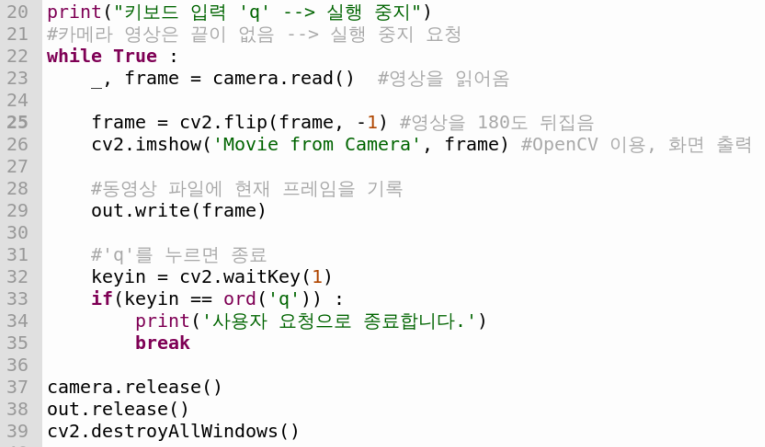 20 print("키보드 입력 'q' --> 실행 중지")
21 #카메라 영상은 끝이 없음 --> 실행 중지 요청
22 while True :
23     _, frame = camera.read()  #영상을 읽어옴
24
25     frame = cv2.flip(frame, -1) #영상을 180도 뒤집음
26     cv2.imshow('Movie from Camera', frame) #OpenCV 이용, 화면 출력
27
28     #동영상 파일에 현재 프레임을 기록
29     out.write(frame)
30
31     #'q'를 누르면 종료
32     keyin = cv2.waitKey(1)
33     if(keyin == ord('q')) :
34         print('사용자 요청으로 종료합니다.')
35         break
36
37 camera.release()
38 out.release()
39 cv2.destroyAllWindows()